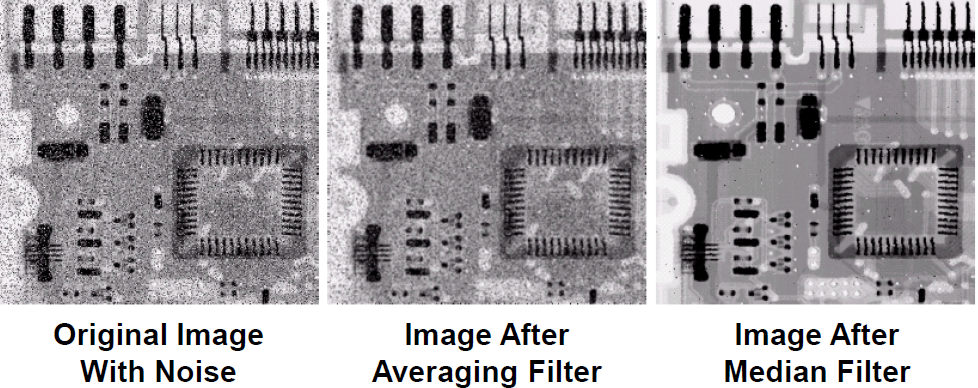 Original Image
With Noise
Image After
Averaging Filter
Image After
Median Filter